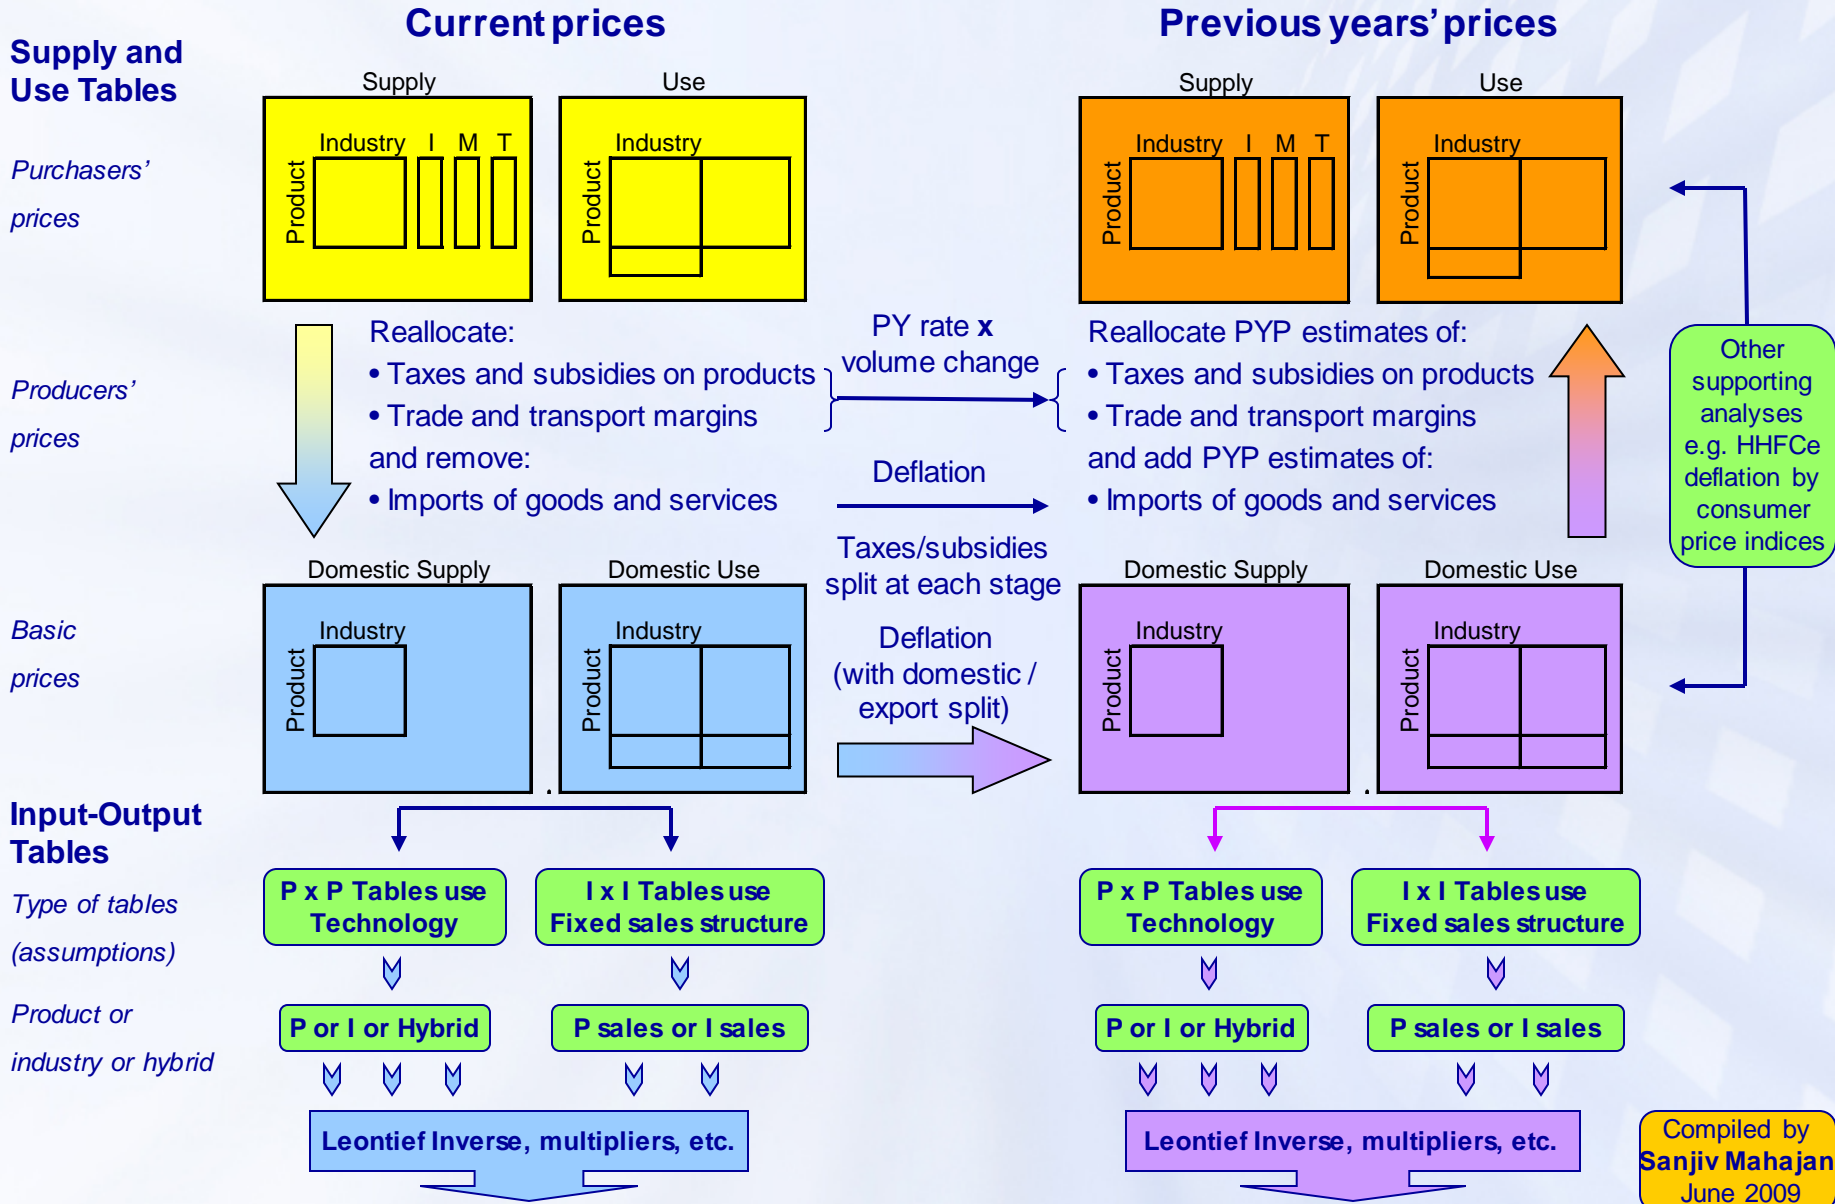 Current prices
Previous years' prices
Supply and
Use Tables
Supply
Use
Supply
Use
Industry I M T
Product
Industry
Product
Industry I M T
Product
Industry
Product
Purchasers'
prices
Reallocate:
• Taxes and subsidies on products
• Trade and transport margins
and remove:
• Imports of goods and services
PY rate x
volume change
Deflation
Taxes/subsidies
split at each stage
Reallocate PYP estimates of:
• Taxes and subsidies on products
• Trade and transport margins
and add PYP estimates of:
• Imports of goods and services
Other
supporting
analyses
e.g. HHFCe
deflation by
consumer
price indices
Producers'
prices
Domestic Supply
Domestic Use
Domestic Supply
Domestic Use
Industry
Product
Industry
Product
Deflation
(with domestic /
export split)
Industry
Product
Industry
Product
Basic
prices
Input-Output
Tables
Type of tables
(assumptions)
P x P Tables use
Technology
I x I Tables use
Fixed sales structure
P x P Tables use
Technology
I x I Tables use
Fixed sales structure
Product or
industry or hybrid
P or I or Hybrid
P sales or I sales
P or I or Hybrid
P sales or I sales
Leontief Inverse, multipliers, etc.
Leontief Inverse, multipliers, etc.
Compiled by
Sanjiv Mahajan
June 2009